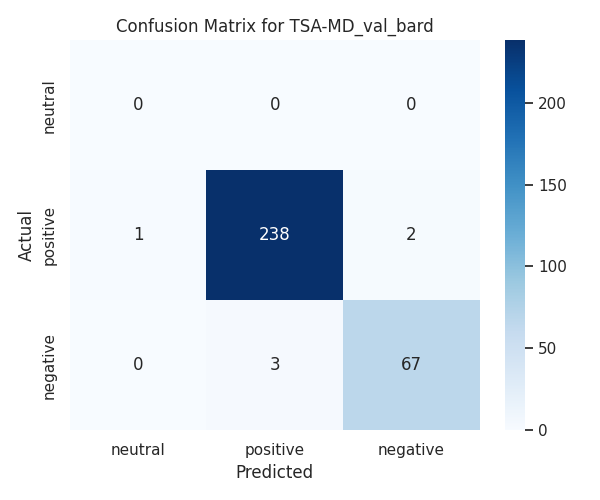 Confusion Matrix for TSA-MD_val_bard
Actual
neutral
positive
negative
0 0 0
1 238 2
0 3 67
neutral positive negative
Predicted
200
150
100
50
0